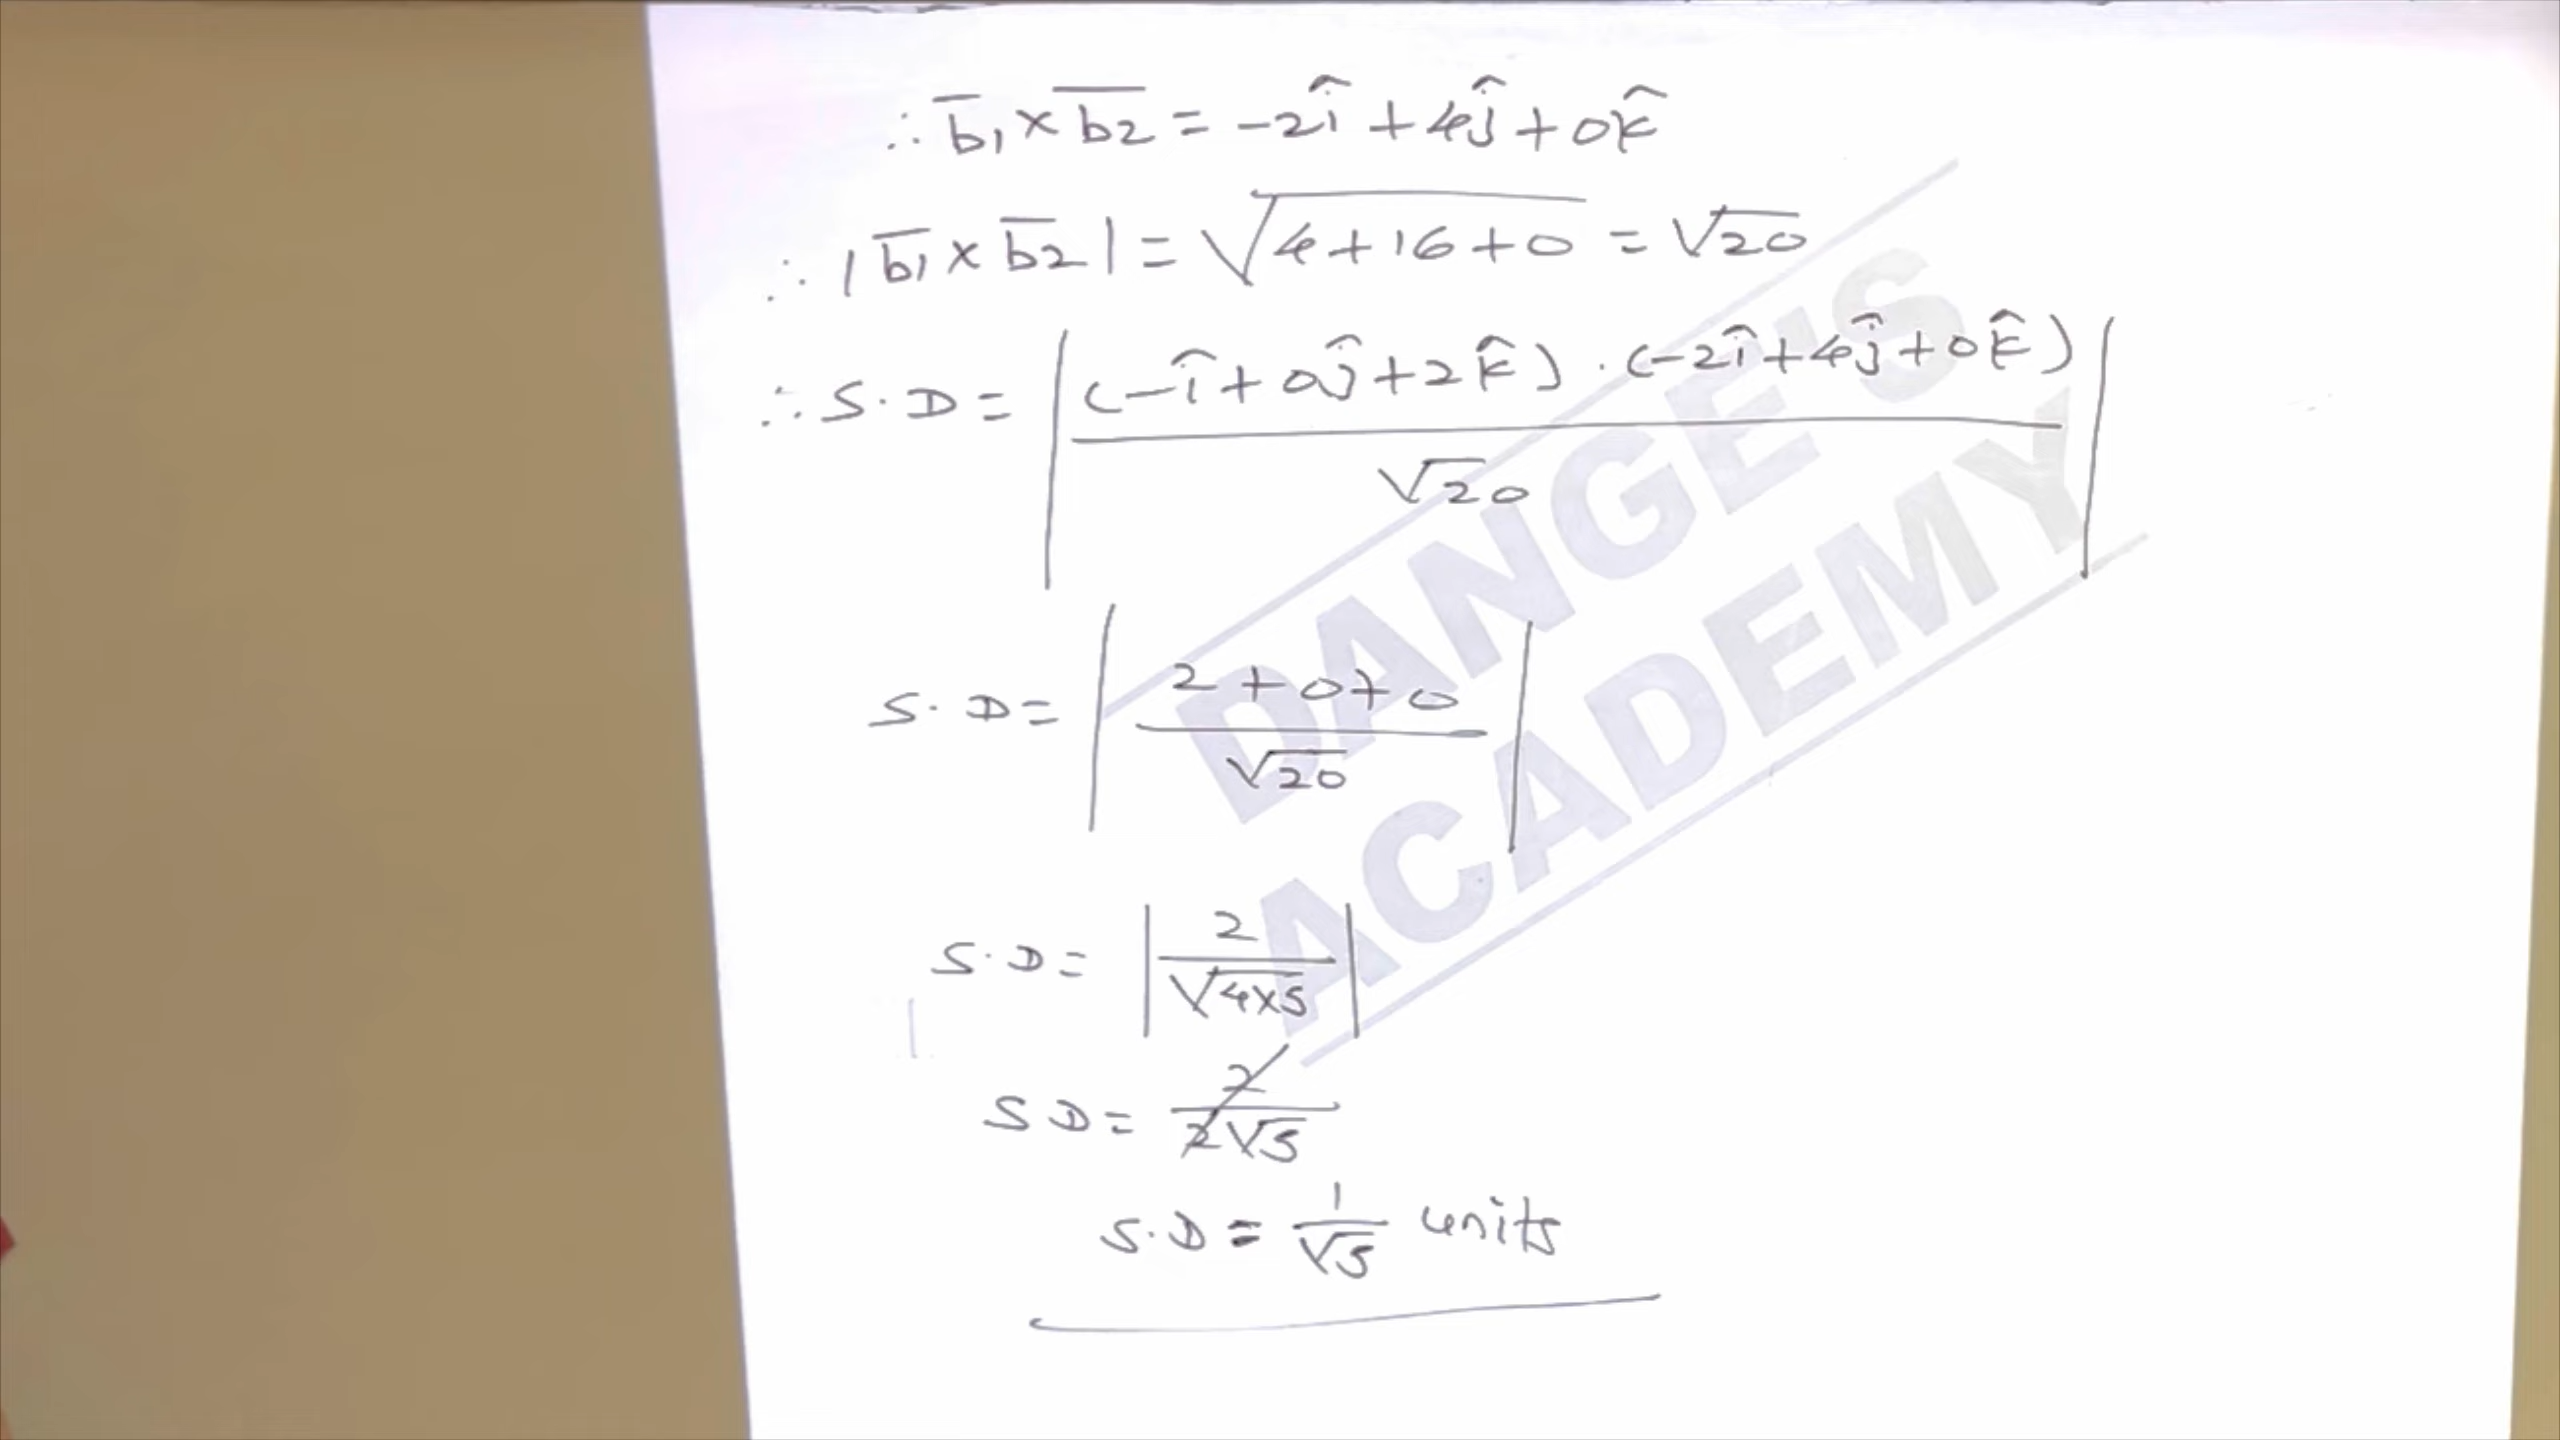 ∴ b̅₁ × b̅₂ = -2î + 4ĵ + 0k̂
∴ |b̅₁ × b̅₂| = √(4+16+0) = √20
∴ S.D = | (-î + 0ĵ + 2k̂) . (-2î + 4ĵ + 0k̂) / √20 |
S.D = | 2+0+0 / √20 |
S.D = | 2 / √(4×5) |
SD = 2 / 2√5
S.D = 1/√5 units
DANGE'S
ACADEMY